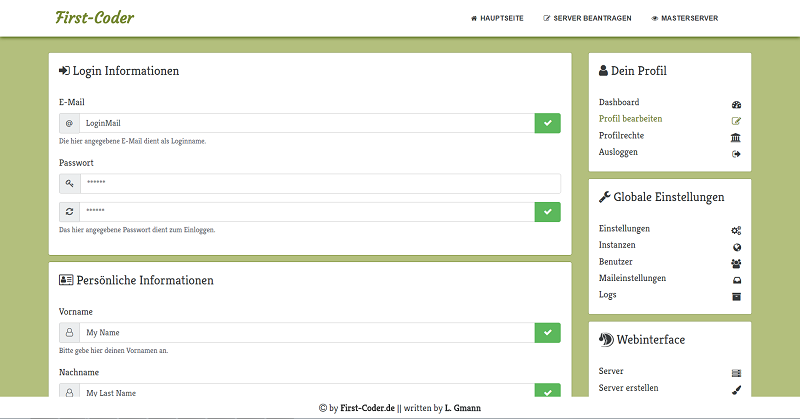 First-Coder
HAUPTSEITE
SERVER BEANTRAGEN
MASTERSERVER
Login Informationen
E-Mail
@ LoginMail
Die hier angegebene E-Mail dient als Loginname.
Passwort
******
******
Das hier angegebene Passwort dient zum Einloggen.
Persönliche Informationen
Vorname
My Name
Bitte gebe hier deinen Vornamen an.
Nachname
My Last Name
Dein Profil
Dashboard
Profil bearbeiten
Profilrechte
Ausloggen
Globale Einstellungen
Einstellungen
Instanzen
Benutzer
Maileinstellungen
Logs
Webinterface
Server
Server erstellen
© by First-Coder.de || written by L. Gmann